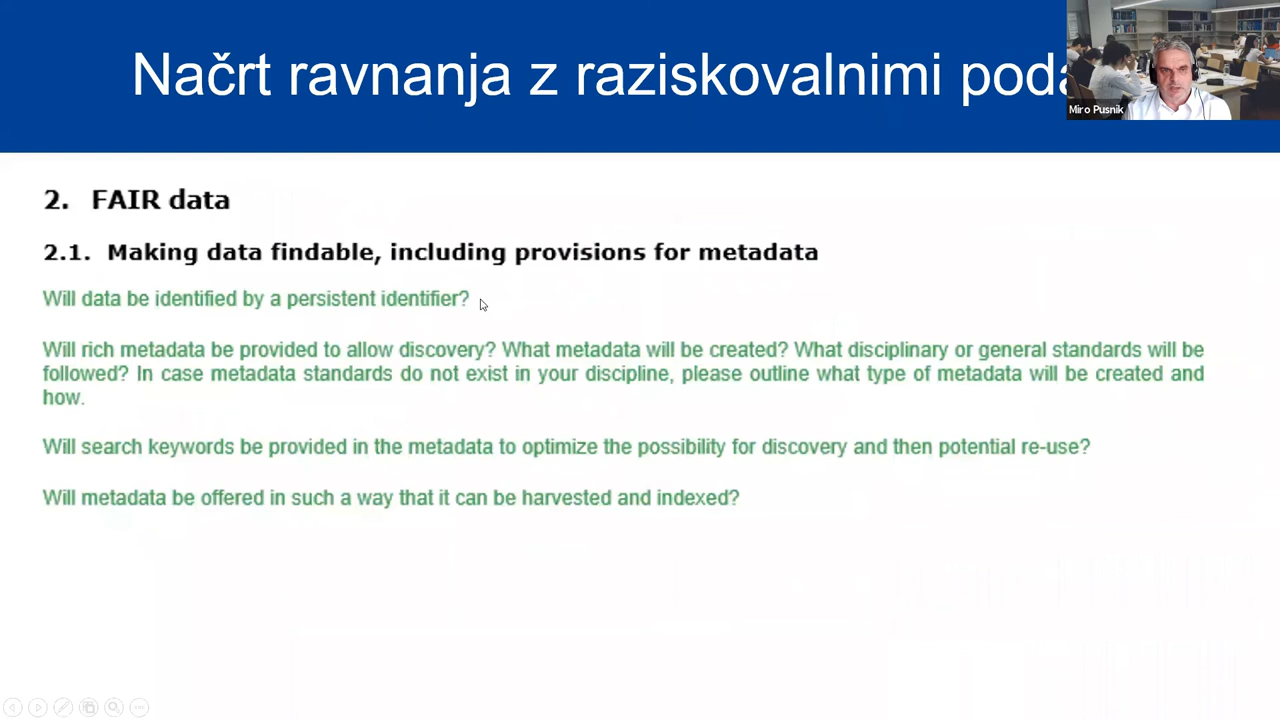 Načrt ravnanja z raziskovalnimi
Miro Pusnik
2. FAIR data
2.1. Making data findable, including provisions for metadata
Will data be identified by a persistent identifier?
Will rich metadata be provided to allow discovery? What metadata will be created? What disciplinary or general standards will be
followed? In case metadata standards do not exist in your discipline, please outline what type of metadata will be created and
how.
Will search keywords be provided in the metadata to optimize the possibility for discovery and then potential re-use?
Will metadata be offered in such a way that it can be harvested and indexed?